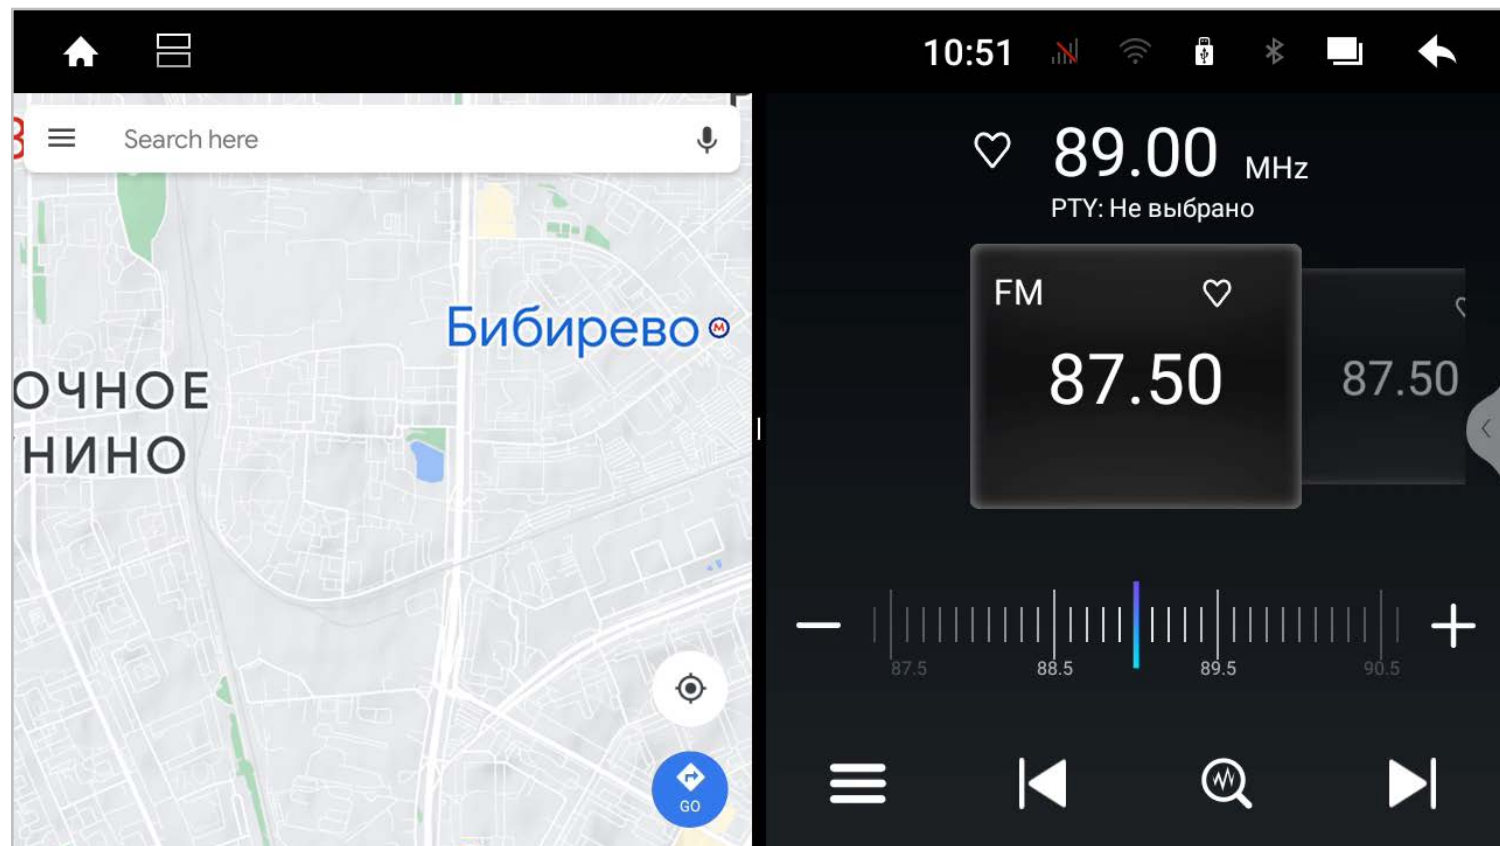 10:51
Search here
Бибирево
ОЧНОЕ
НИНО
GO
89.00 MHz
PTY: Не выбрано
FM
87.50
87.50
87.5 88.5 89.5 90.5